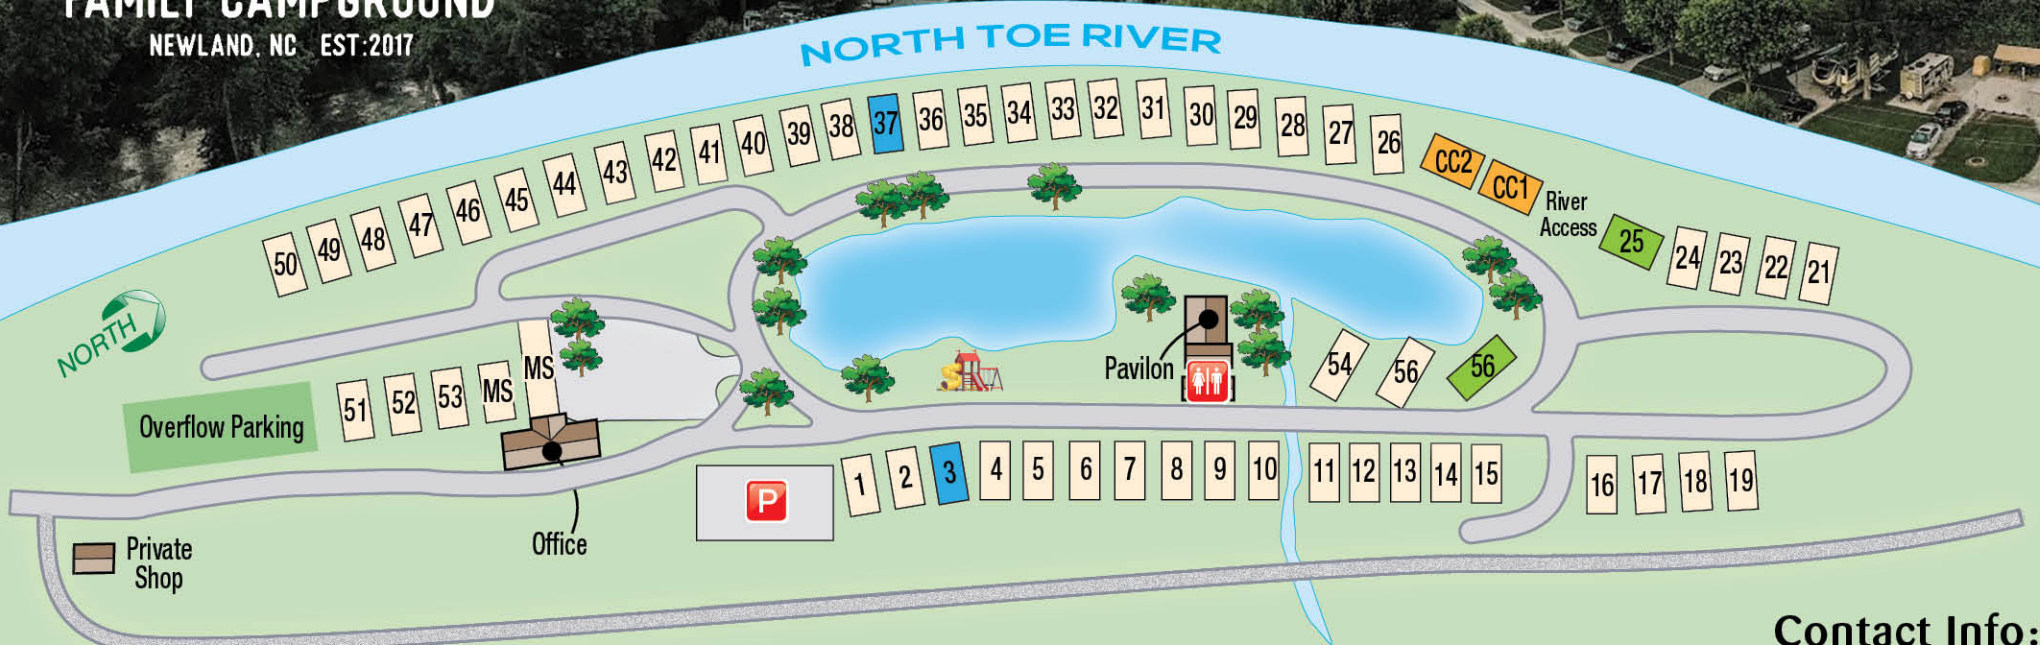 FAMILY CAMPGROUND
NEWLAND, NC EST:2017
NORTH TOE RIVER
50 49 48 47 46 45 44 43 42 41 40 39 38 37 36 35 34 33 32 31 30 29 28 27 26
CC2 CC1
River
Access
25 24 23 22 21
NORTH
MS
Pavilon
54 56 56
Overflow Parking
51 52 53 MS
P
1 2 3 4 5 6 7 8 9 10 11 12 13 14 15 16 17 18 19
Office
Private
Shop
Contact Info: